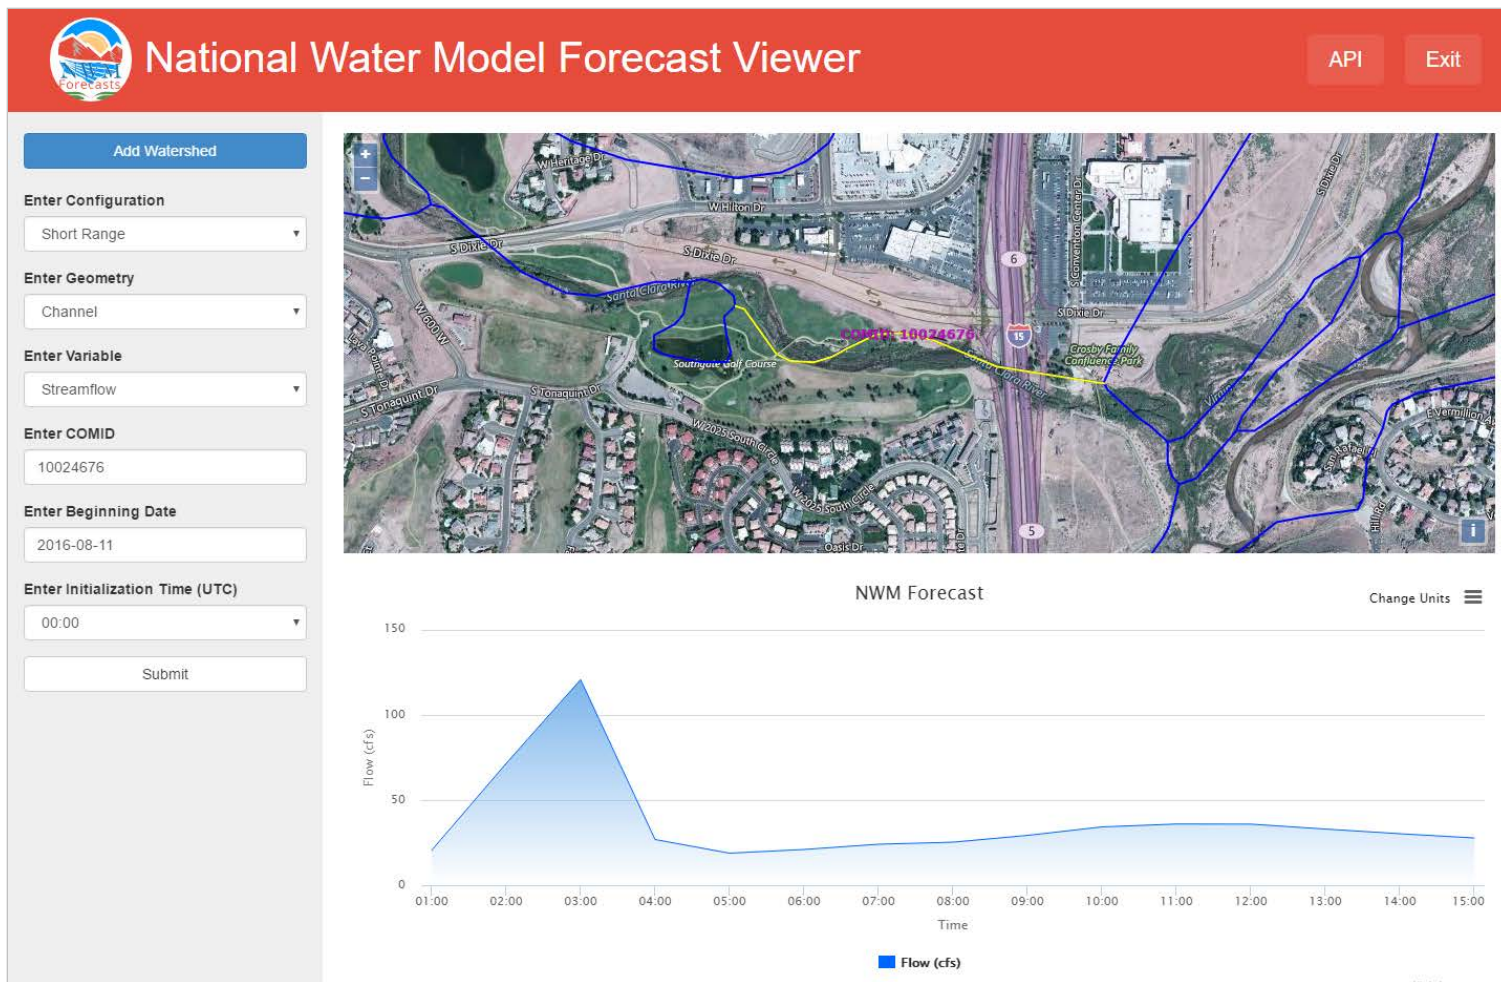 National Water Model Forecast Viewer
Forecasts
API
Exit
Add Watershed
Enter Configuration
Short Range
Enter Geometry
Channel
Enter Variable
Streamflow
Enter COMID
10024676
Enter Beginning Date
2016-08-11
Enter Initialization Time (UTC)
00:00
Submit
+
−
W Heritage Dr
W Hilton Dr
S Dixie Dr
S Dixie Dr
S Convention Center Dr
S Dixie Dr
6
Santa Clara River
W 600 W
COMID: 10024676
15
S Dixie Dr
Crosby Family
Confluence Park
Southgate Golf Course
Santa Clara River
S Tonaquint Dr
S Tonaquint Dr
W 2025 South Circle
W 2025 South Circle
E Vermillion
San Rafael
Hill Rd
Oasis Dr
5
i
NWM Forecast
Change Units
150
100
50
0
Flow (cfs)
01:00 02:00 03:00 04:00 05:00 06:00 07:00 08:00 09:00 10:00 11:00 12:00 13:00 14:00 15:00
Time
Flow (cfs)